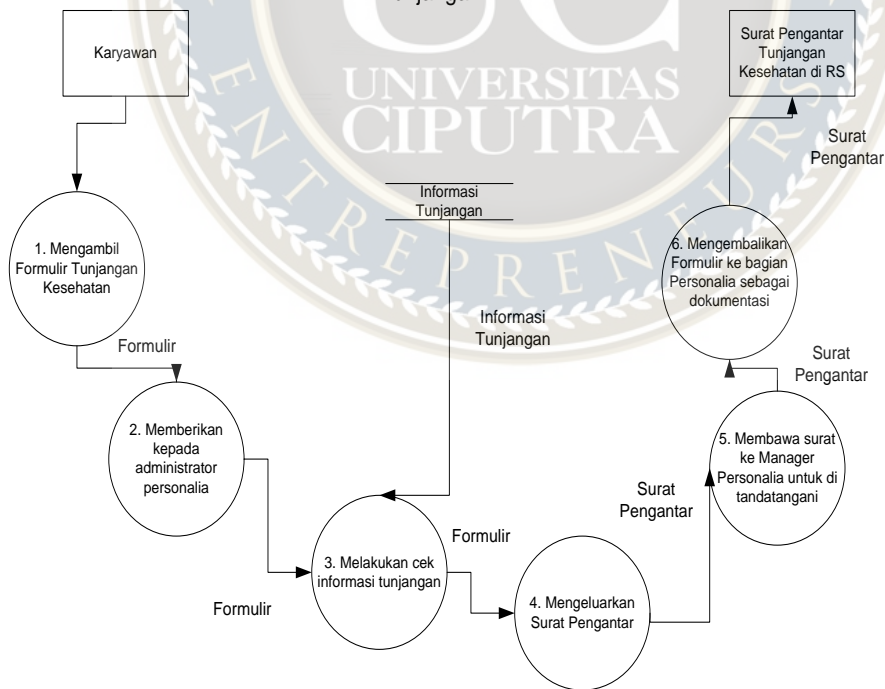 Karyawan
Surat Pengantar
Tunjangan
Kesehatan di RS
UNIVERSITAS
CIPUTRA
ENTREPRENEURS
Surat
Pengantar
Informasi
Tunjangan
1. Mengambil
Formulir Tunjangan
Kesehatan
6. Mengembalikan
Formulir ke bagian
Personalia sebagai
dokumentasi
Informasi
Tunjangan
Formulir
Surat
Pengantar
2. Memberikan
kepada
administrator
personalia
5. Membawa surat
ke Manager
Personalia untuk di
tandatangani
Surat
Pengantar
Formulir
3. Melakukan cek
informasi tunjangan
Formulir
4. Mengeluarkan
Surat Pengantar